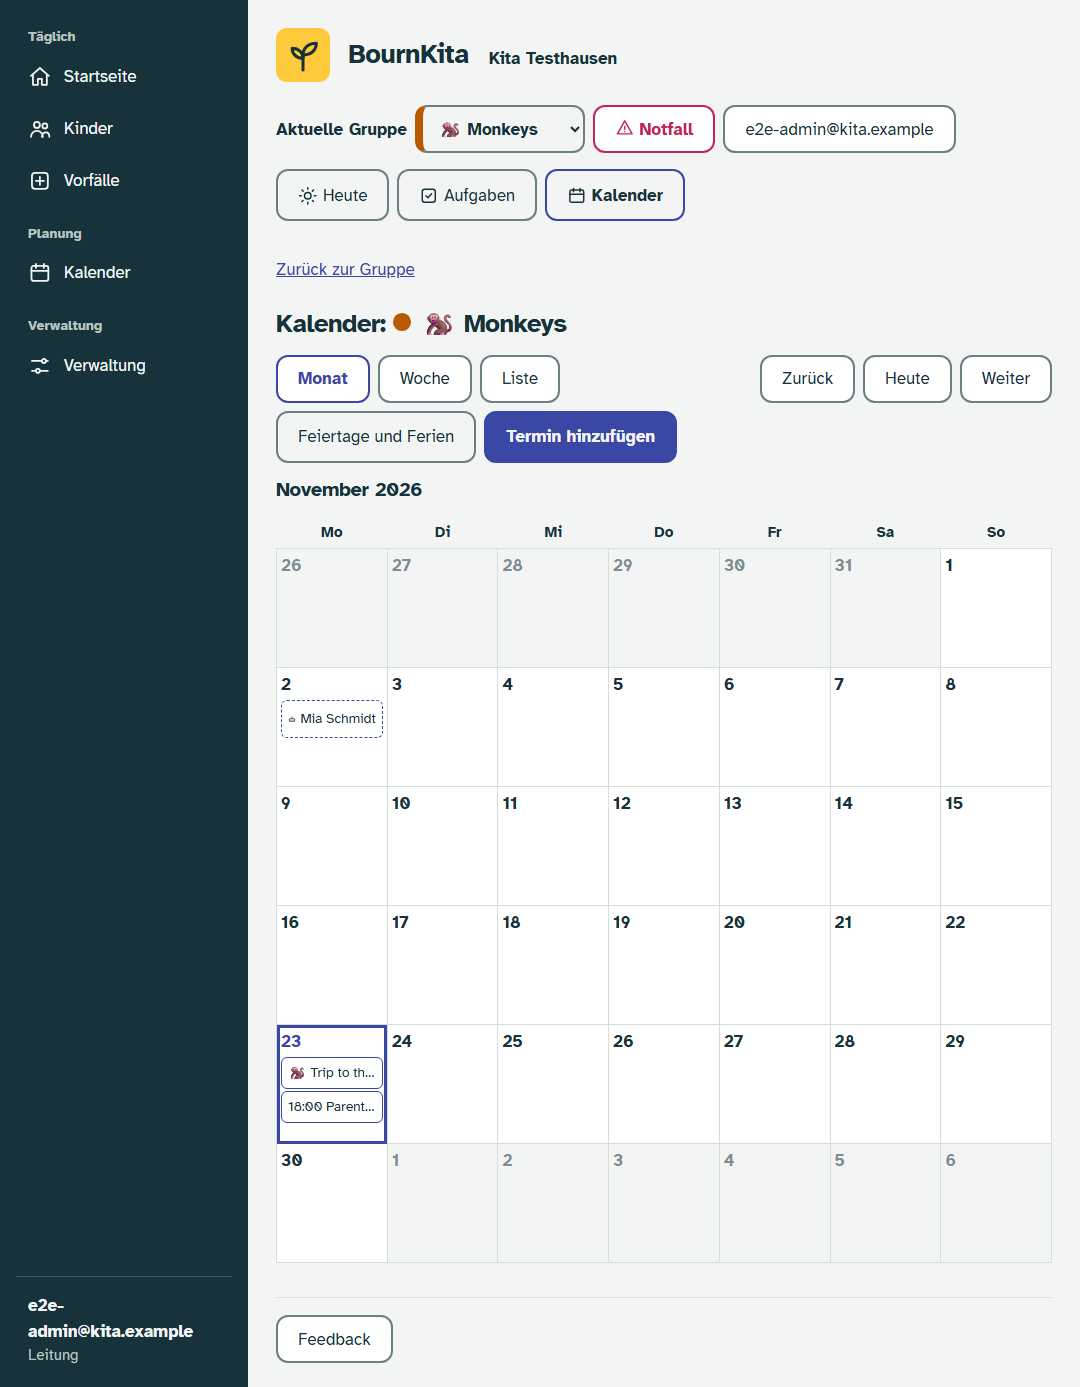 Täglich
Startseite
Kinder
Vorfälle
Planung
Kalender
Verwaltung
Verwaltung
e2e-
admin@kita.example
Leitung
BournKita Kita Testhausen
Aktuelle Gruppe Monkeys Notfall e2e-admin@kita.example
Heute Aufgaben Kalender
Zurück zur Gruppe
Kalender: Monkeys
Monat Woche Liste Zurück Heute Weiter
Feiertage und Ferien Termin hinzufügen
November 2026
Mo Di Mi Do Fr Sa So
26 27 28 29 30 31 1
2 3 4 5 6 7 8
Mia Schmidt
9 10 11 12 13 14 15
16 17 18 19 20 21 22
23 24 25 26 27 28 29
Trip to th...
18:00 Parent...
30 1 2 3 4 5 6
Feedback